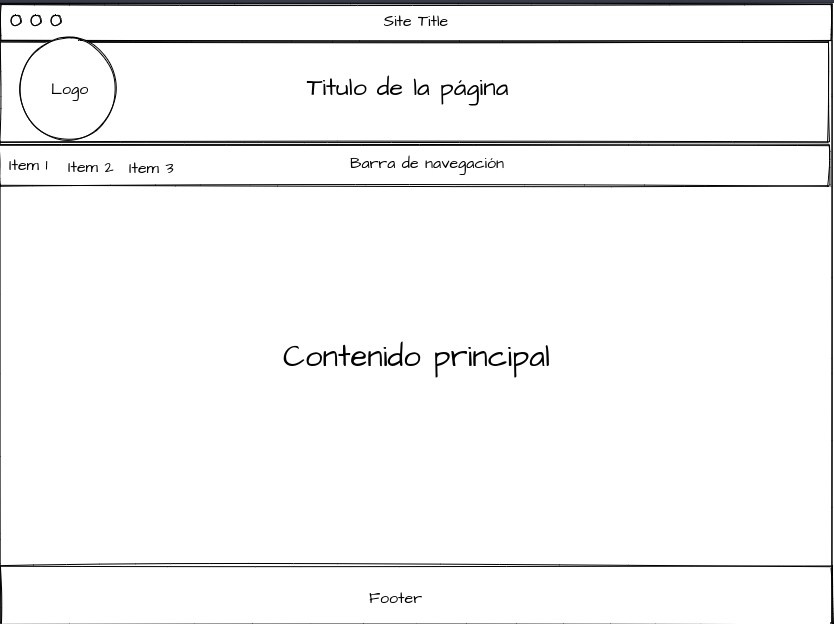 Site Title
Logo
Titulo de la página
Item 1 Item 2 Item 3
Barra de navegación
Contenido principal
Footer